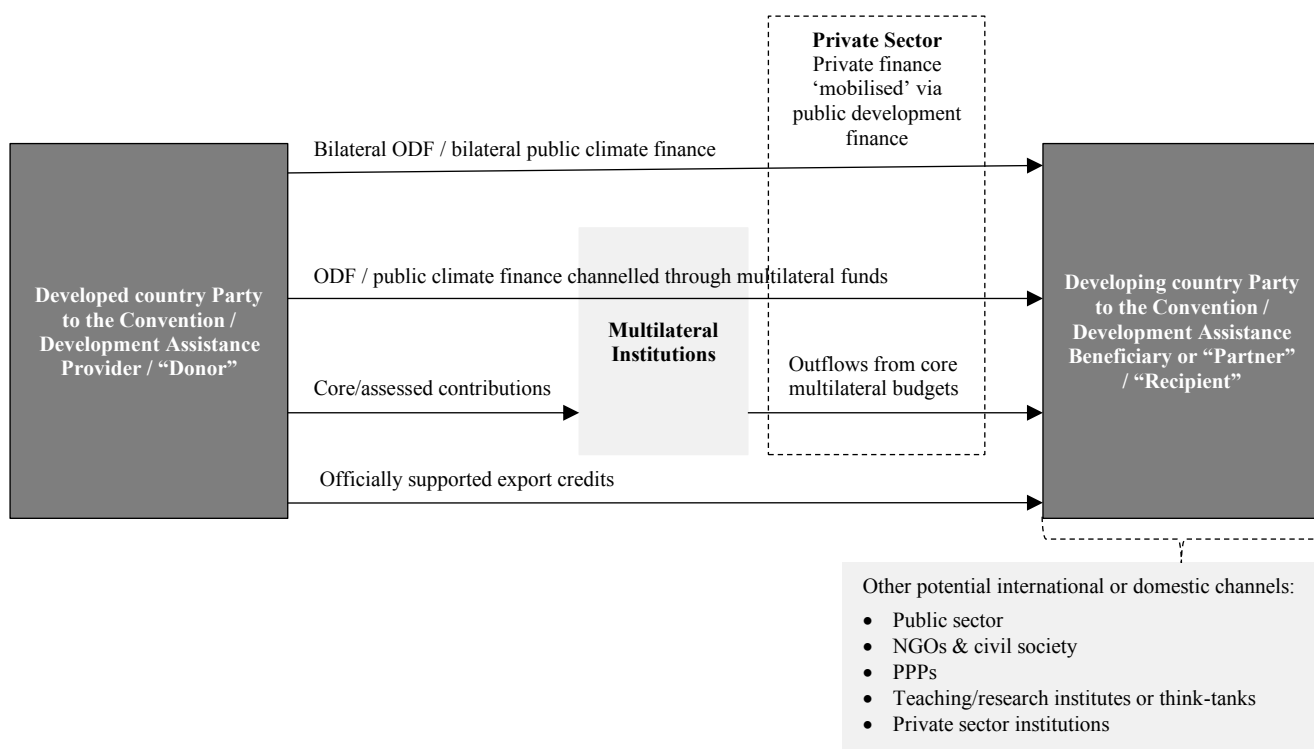 Private Sector
Private finance
‘mobilised’ via
public development
finance
Bilateral ODF / bilateral public climate finance
ODF / public climate finance channelled through multilateral funds
Developed country Party
to the Convention /
Development Assistance
Provider / “Donor”
Multilateral
Institutions
Developing country Party
to the Convention /
Development Assistance
Beneficiary or “Partner”
/ “Recipient”
Core/assessed contributions
Outflows from core
multilateral budgets
Officially supported export credits
Other potential international or domestic channels:
• Public sector
• NGOs & civil society
• PPPs
• Teaching/research institutes or think-tanks
• Private sector institutions